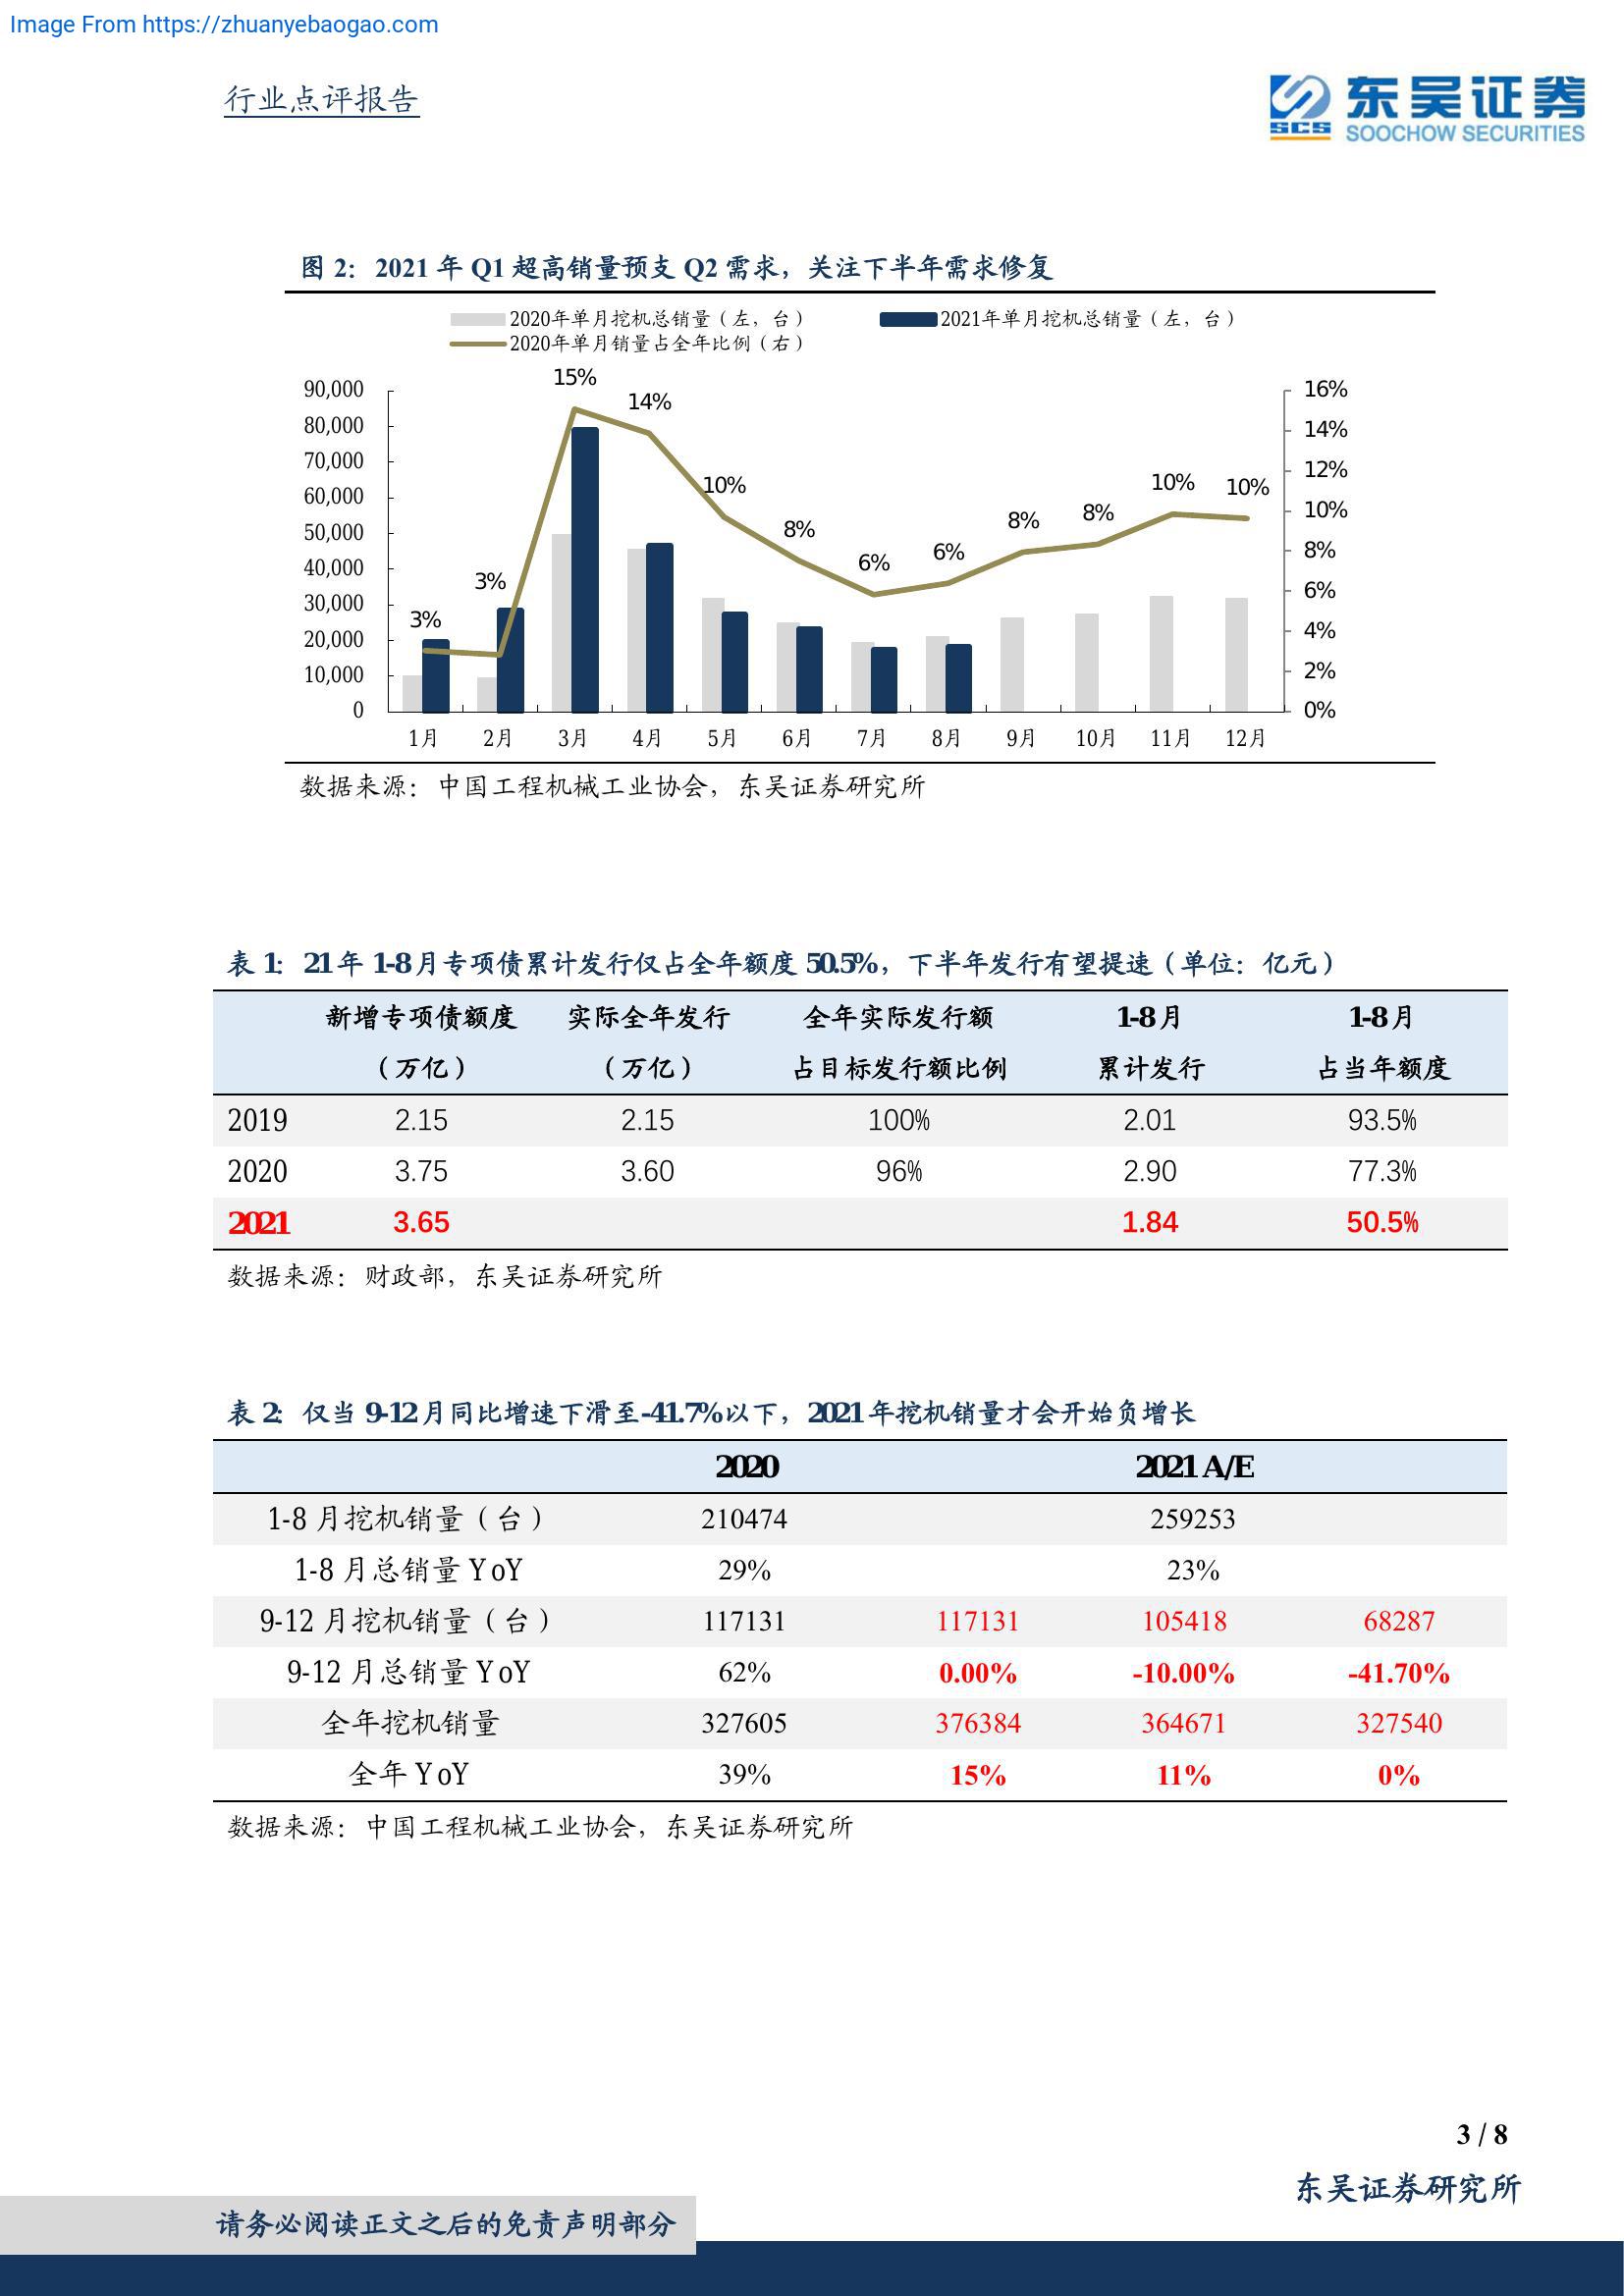 Image From https://zhuanyebaogao.com
行业点评报告
SCS
东吴证券
SOOCHOW SECURITIES
图 2: 2021 年 Q1 超高销量预支 Q2 需求，关注下半年需求修复
2020年单月挖机总销量（左，台） 2021年单月挖机总销量（左，台）
2020年单月销量占全年比例（右）
90,000
80,000
70,000
60,000
50,000
40,000
30,000
20,000
10,000
0
3% 3% 15% 14% 10% 8% 6% 6% 8% 8% 10% 10%
16%
14%
12%
10%
8%
6%
4%
2%
0%
1月 2月 3月 4月 5月 6月 7月 8月 9月 10月 11月 12月
数据来源：中国工程机械工业协会，东吴证券研究所
表 1: 21 年 1-8 月专项债累计发行仅占全年额度 50.5%，下半年发行有望提速（单位：亿元）
新增专项债额度 实际全年发行 全年实际发行额 1-8 月 1-8 月
（万亿） （万亿） 占目标发行额比例 累计发行 占当年额度
2019 2.15 2.15 100% 2.01 93.5%
2020 3.75 3.60 96% 2.90 77.3%
2021 3.65 1.84 50.5%
数据来源：财政部，东吴证券研究所
表 2: 仅当 9-12 月同比增速下滑至-41.7%以下，2021 年挖机销量才会开始负增长
2020 2021 A/E
1-8 月挖机销量（台） 210474 259253
1-8 月总销量 YoY 29% 23%
9-12 月挖机销量（台） 117131 117131 105418 68287
9-12 月总销量 YoY 62% 0.00% -10.00% -41.70%
全年挖机销量 327605 376384 364671 327540
全年 YoY 39% 15% 11% 0%
数据来源：中国工程机械工业协会，东吴证券研究所
3 / 8
东吴证券研究所
请务必阅读正文之后的免责声明部分